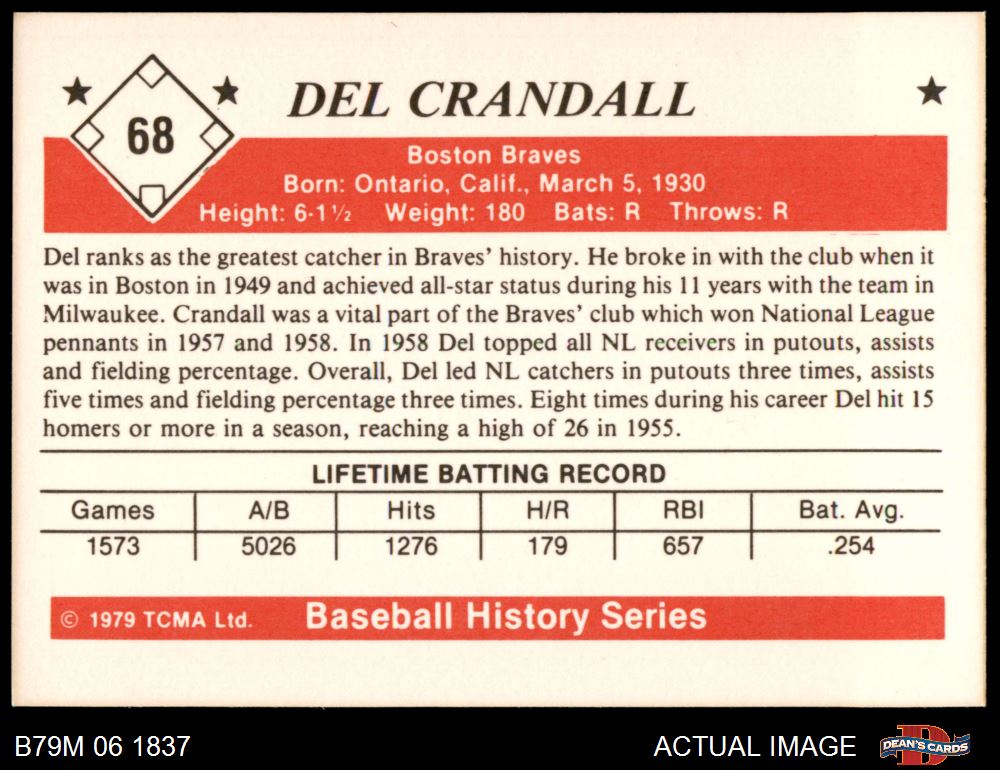 68
DEL CRANDALL
Boston Braves
Born: Ontario, Calif., March 5, 1930
Height: 6-1 ½ Weight: 180 Bats: R Throws: R
Del ranks as the greatest catcher in Braves' history. He broke in with the club when it
was in Boston in 1949 and achieved all-star status during his 11 years with the team in
Milwaukee. Crandall was a vital part of the Braves' club which won National League
pennants in 1957 and 1958. In 1958 Del topped all NL receivers in putouts, assists
and fielding percentage. Overall, Del led NL catchers in putouts three times, assists
five times and fielding percentage three times. Eight times during his career Del hit 15
homers or more in a season, reaching a high of 26 in 1955.
LIFETIME BATTING RECORD
Games A/B Hits H/R RBI Bat. Avg.
1573 5026 1276 179 657 .254
© 1979 TCMA Ltd. Baseball History Series
B79M 06 1837 ACTUAL IMAGE D DEAN'S CARDS